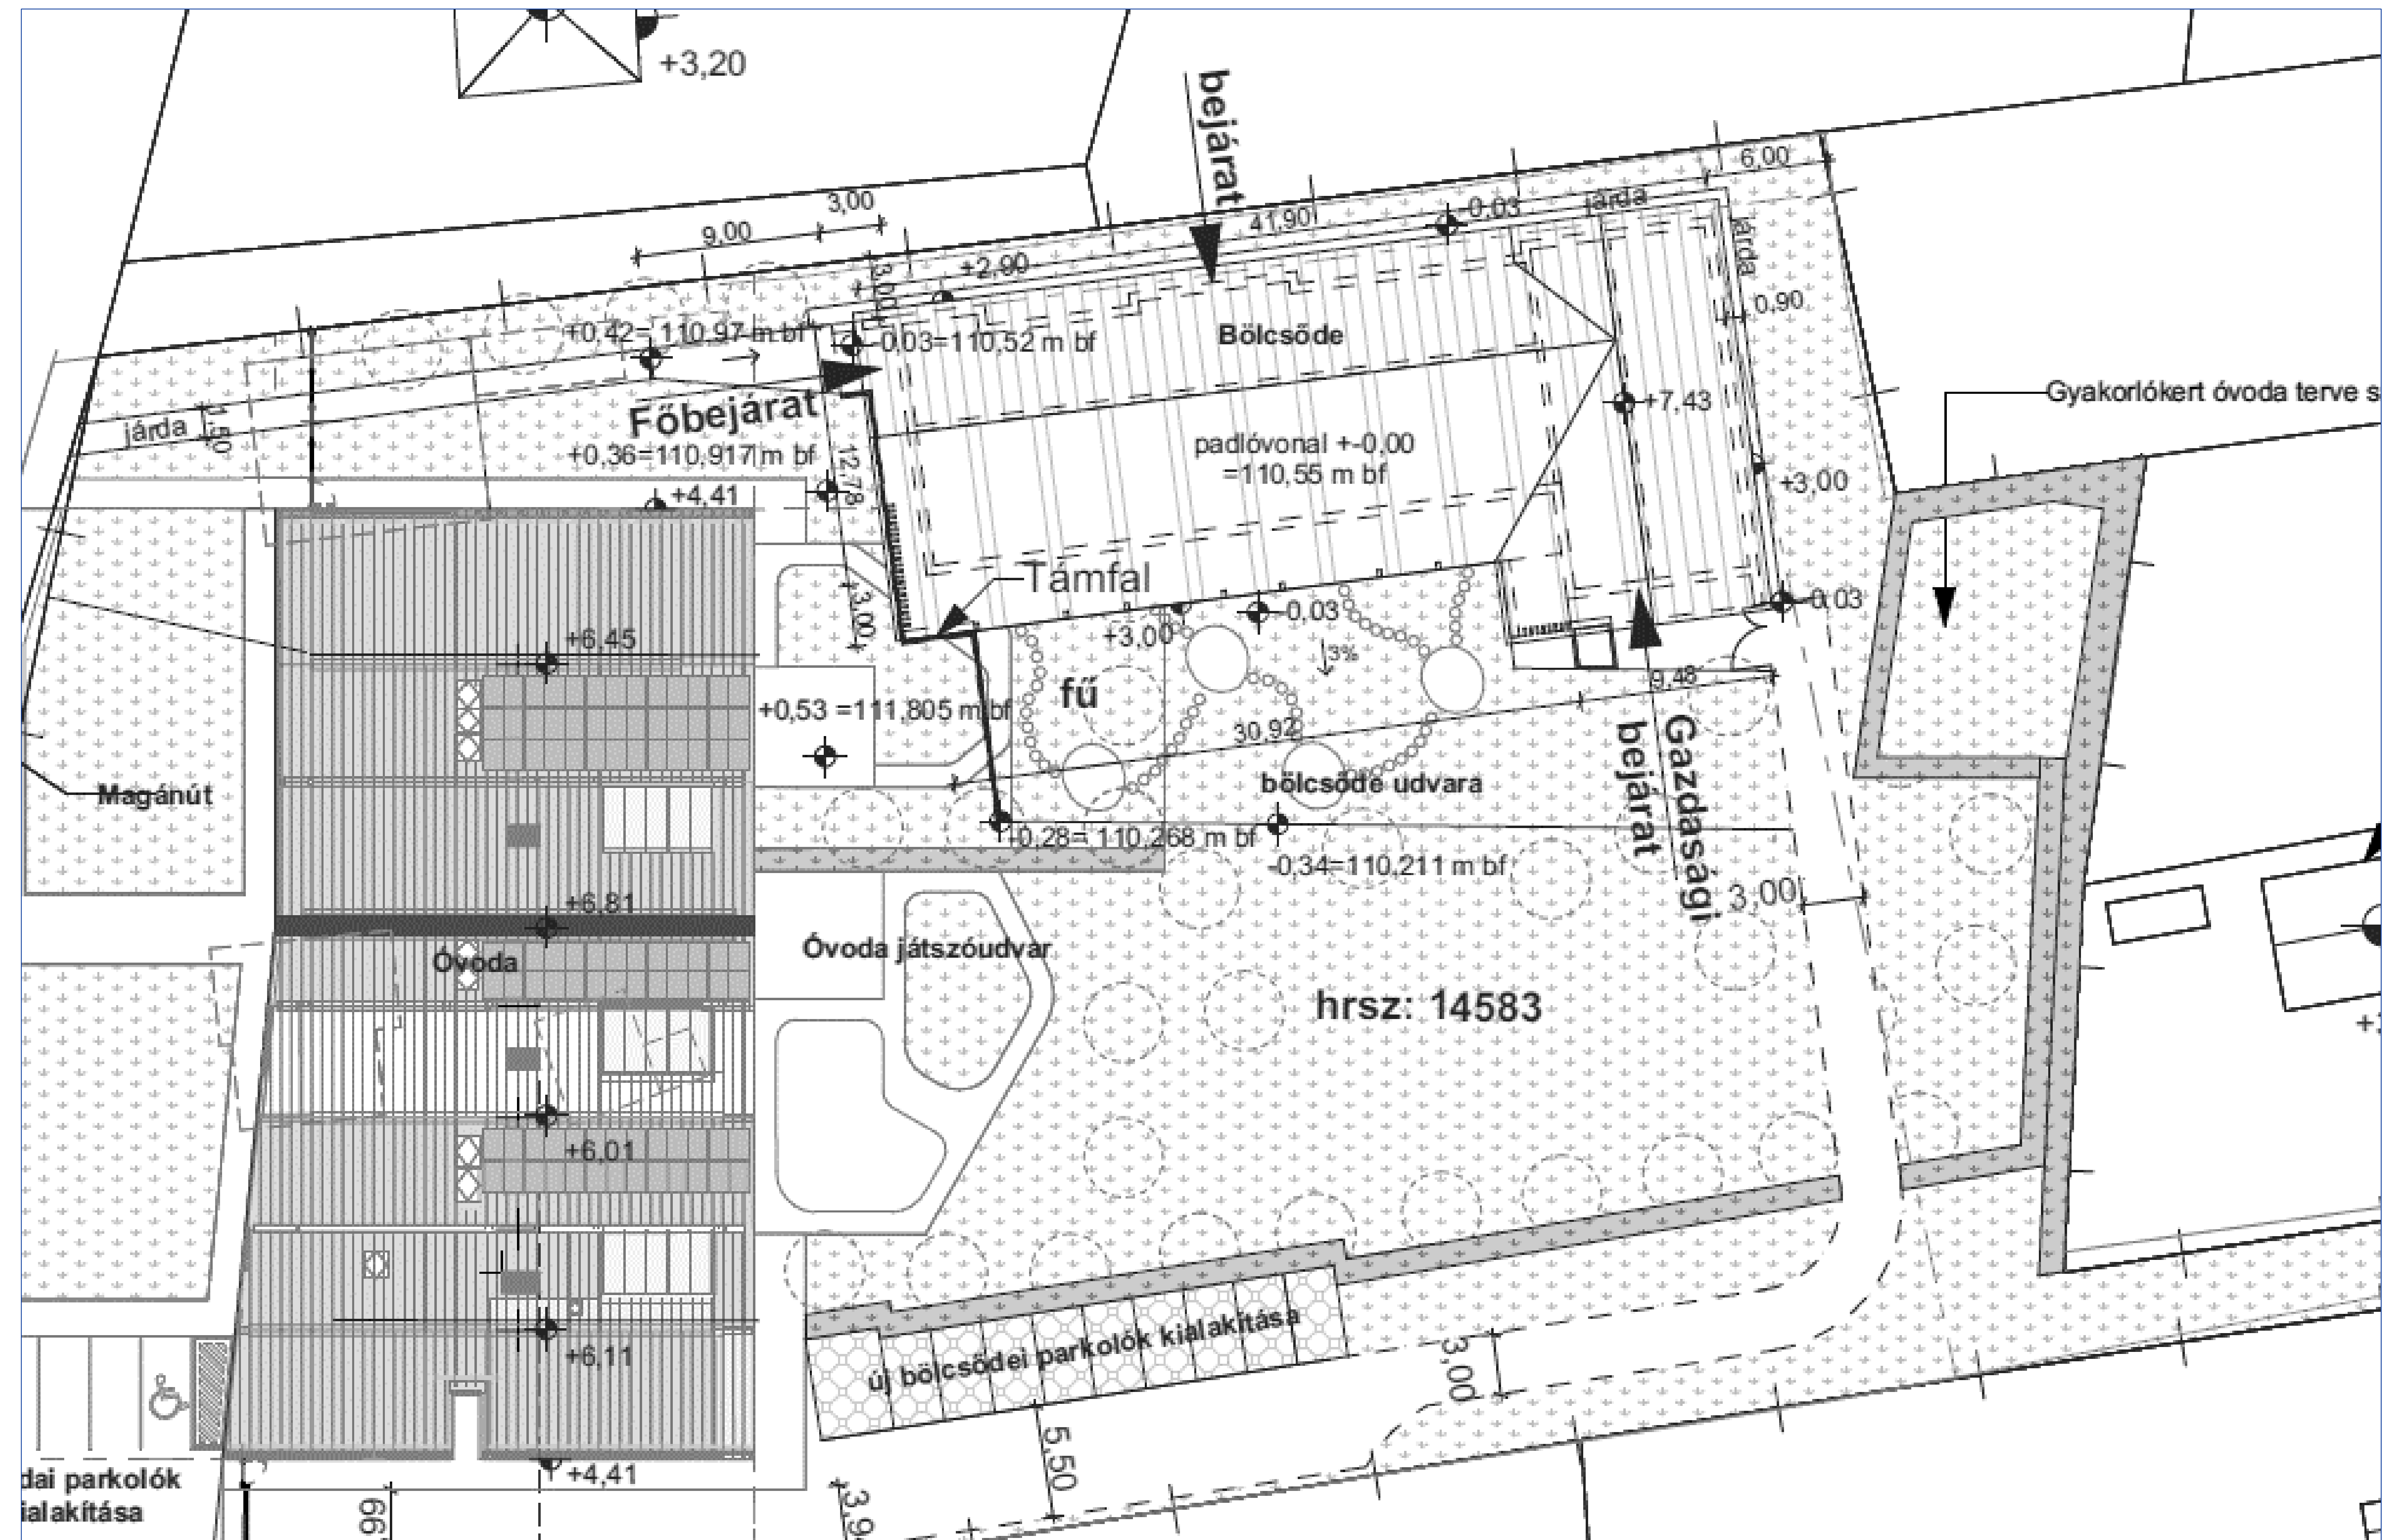 +3,20
bejárat
6,00
3,00
9,00
41,90
-0,03
járda
járda
+2,90
3,00
0,90
+0,42= 110,97 m bf
-0,03=110,52 m bf
Bölcsőde
Gyakorlókert óvoda terve s
+7,43
Főbejárat
járda
1,50
+0,36=110,917 m bf
12,78
padlóvonal +-0,00
=110,55 m bf
+4,41
+3,00
Támfal
3,00
-0,03
-0,03
+3,00
3%
+6,45
fű
9,48
+0,53 =111,805 m bf
30,92
Gazdasági
bejárat
bölcsőde udvara
Magánút
-0,28= 110,268 m bf
-0,34=110,211 m bf
3,00
+6,81
Óvoda
Óvoda játszóudvar
hrsz: 14583
+6,01
új bölcsődei parkolók kialakítása
+6,11
3,00
5,50
+4,41
dai parkolók
ialakítása
66
3,9